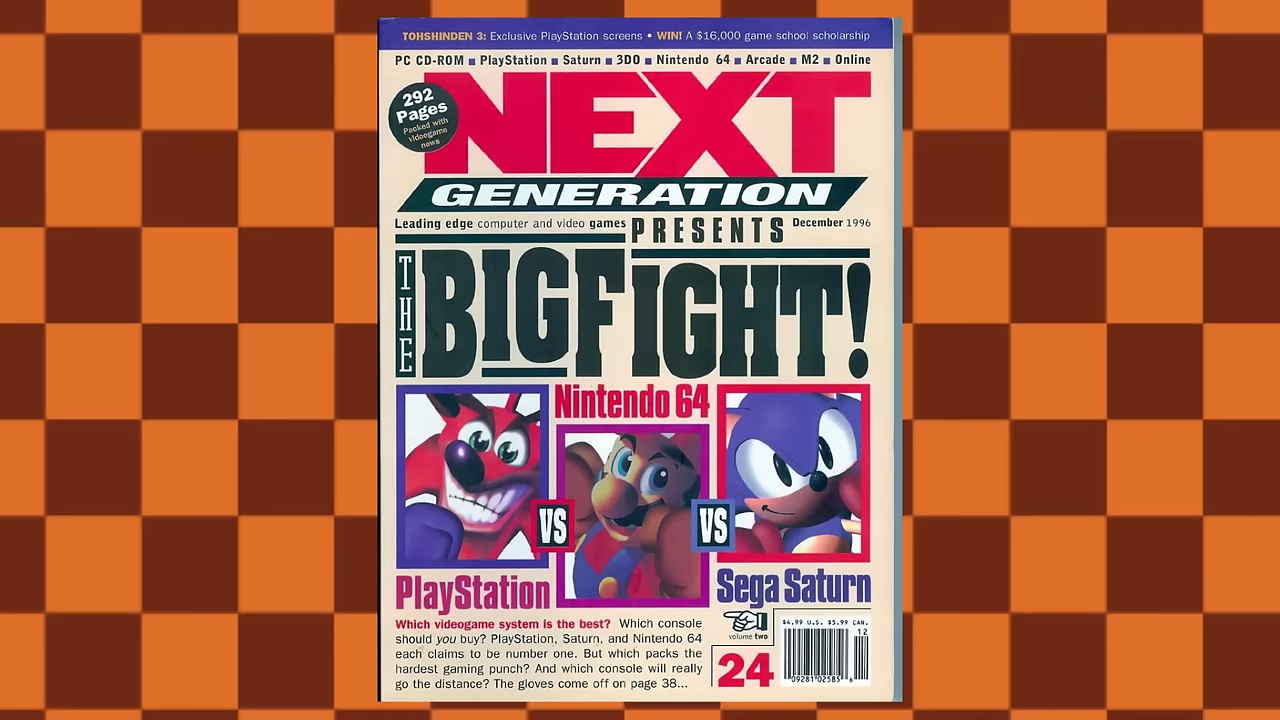 TOHSHINDEN 3: Exclusive PlayStation screens • WIN! A $16,000 game school scholarship
PC CD-ROM ■ PlayStation ■ Saturn ■ 3DO ■ Nintendo 64 ■ Arcade ■ M2 ■ Online
292
Pages
Packed with
videogame
news
NEXT
GENERATION
Leading edge computer and video games
PRESENTS
December 1996
THE
BIGFIGHT!
Nintendo 64
VS
VS
PlayStation
Sega Saturn
Which videogame system is the best? Which console
should you buy? PlayStation, Saturn, and Nintendo 64
each claims to be number one. But which packs the
hardest gaming punch? And which console will really
go the distance? The gloves come off on page 38...
volume two
24
$4.99 U.S. $5.99 CAN.
12
09281 02585 6